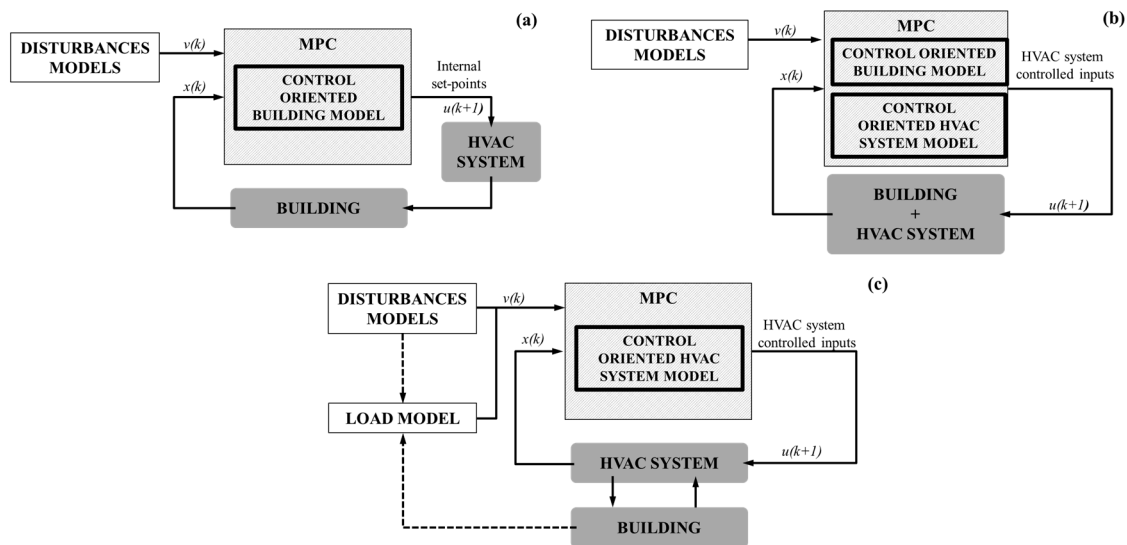 (a)
DISTURBANCES
MODELS
v(k)
x(k)
MPC
CONTROL
ORIENTED
BUILDING MODEL
Internal
set-points
u(k+1)
HVAC
SYSTEM
BUILDING
(b)
DISTURBANCES
MODELS
v(k)
x(k)
MPC
CONTROL ORIENTED
BUILDING MODEL
CONTROL
ORIENTED HVAC
SYSTEM MODEL
HVAC system
controlled inputs
u(k+1)
BUILDING
+
HVAC SYSTEM
(c)
DISTURBANCES
MODELS
v(k)
x(k)
MPC
CONTROL
ORIENTED HVAC
SYSTEM MODEL
HVAC system
controlled inputs
LOAD MODEL
u(k+1)
HVAC SYSTEM
BUILDING